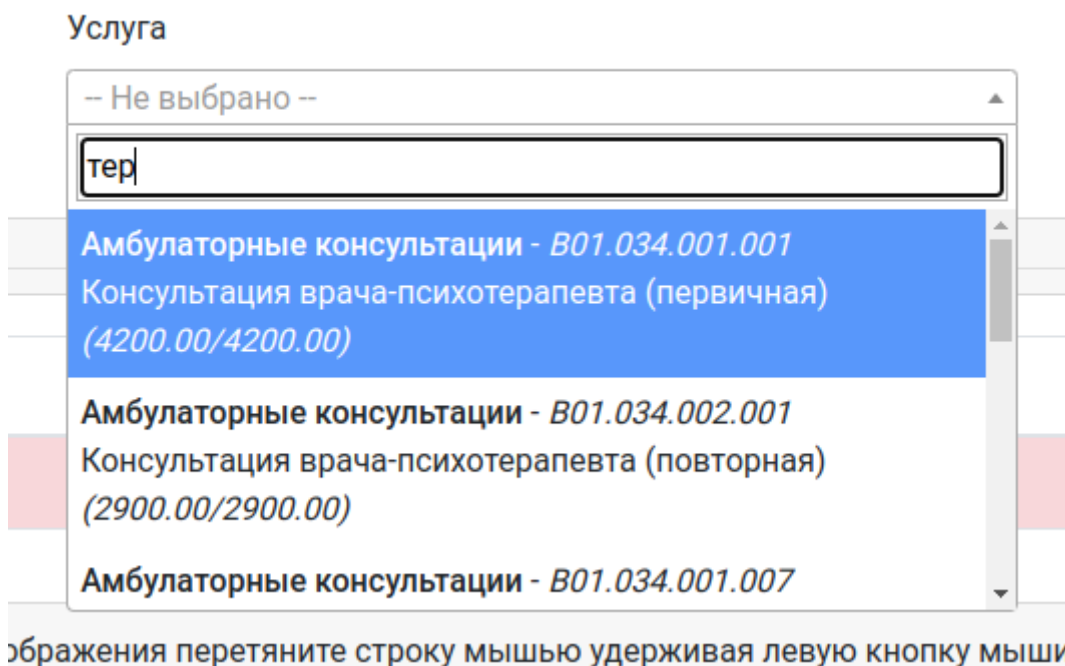 Услуга
-- Не выбрано --
тер
Амбулаторные консультации - B01.034.001.001
Консультация врача-психотерапевта (первичная)
(4200.00/4200.00)
Амбулаторные консультации - B01.034.002.001
Консультация врача-психотерапевта (повторная)
(2900.00/2900.00)
Амбулаторные консультации - B01.034.001.007
ображения перетяните строку мышью удерживая левую кнопку мыши